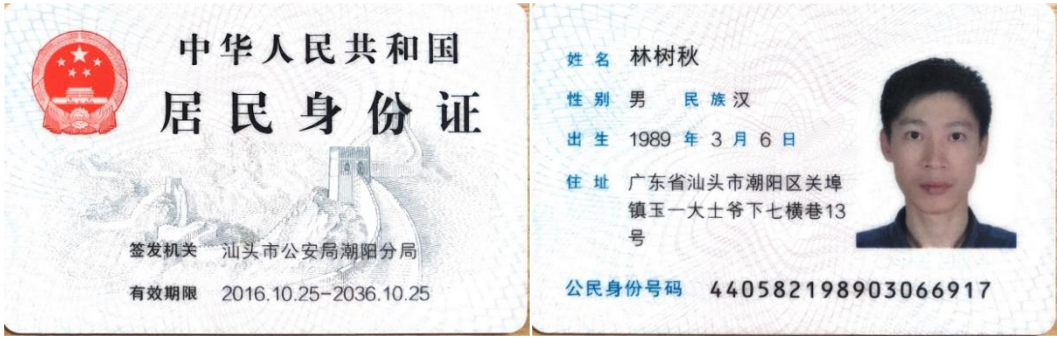 中华人民共和国
居民身份证
签发机关 汕头市公安局潮阳分局
有效期限 2016.10.25-2036.10.25
姓名 林树秋
性别 男 民族 汉
出生 1989 年 3 月 6 日
住址 广东省汕头市潮阳区关埠
镇玉一大士爷下七横巷13
号
公民身份号码 440582198903066917